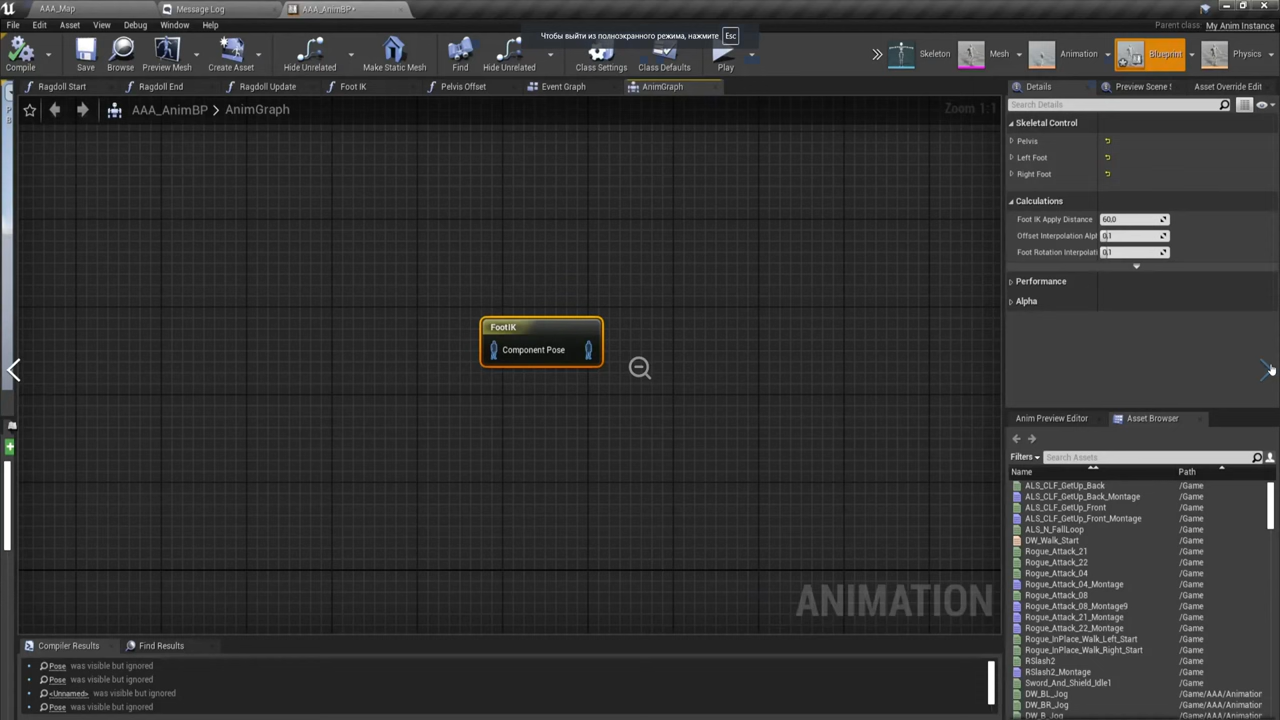 AAA_Map
Message Log
AAA_AnimBP*
File Edit Asset View Debug Window Help
Чтобы выйти из полноэкранного режима, нажмите Esc
Parent class: My Anim Instance
Compile
Save
Browse
Preview Mesh
Create Asset
Hide Unrelated
Make Static Mesh
Find
Hide Unrelated
Class Settings
Class Defaults
Play
Skeleton
Mesh
Animation
Blueprint
Physics
Ragdoll Start
Ragdoll End
Ragdoll Update
Foot IK
Pelvis Offset
Event Graph
AnimGraph
AAA_AnimBP > AnimGraph
Zoom 1:1
FootIK
Component Pose
ANIMATION
Details
Preview Scene
Asset Override Edit
Search Details
Skeletal Control
Pelvis
Left Foot
Right Foot
Calculations
Foot IK Apply Distance 60,0
Offset Interpolation Alph 0,1
Foot Rotation Interpolati 0,1
Performance
Alpha
Anim Preview Editor
Asset Browser
Filters
Search Assets
Name Path
ALS_CLF_GetUp_Back /Game
ALS_CLF_GetUp_Back_Montage /Game
ALS_CLF_GetUp_Front /Game
ALS_CLF_GetUp_Front_Montage /Game
ALS_N_FallLoop /Game
DW_Walk_Start /Game
Rogue_Attack_21 /Game
Rogue_Attack_22 /Game
Rogue_Attack_04 /Game
Rogue_Attack_04_Montage /Game
Rogue_Attack_08 /Game
Rogue_Attack_08_Montage9 /Game
Rogue_Attack_21_Montage /Game
Rogue_Attack_22_Montage /Game
Rogue_InPlace_Walk_Left_Start /Game
Rogue_InPlace_Walk_Right_Start /Game
RSlash2 /Game
RSlash2_Montage /Game
Sword_And_Shield_Idle1 /Game
DW_BL_Jog /Game/AAA/Animation
DW_BR_Jog /Game/AAA/Animation
DW_B_Jog /Game/AAA/Animation
Compiler Results
Find Results
Pose was visible but ignored
Pose was visible but ignored
<Unnamed> was visible but ignored
Pose was visible but ignored